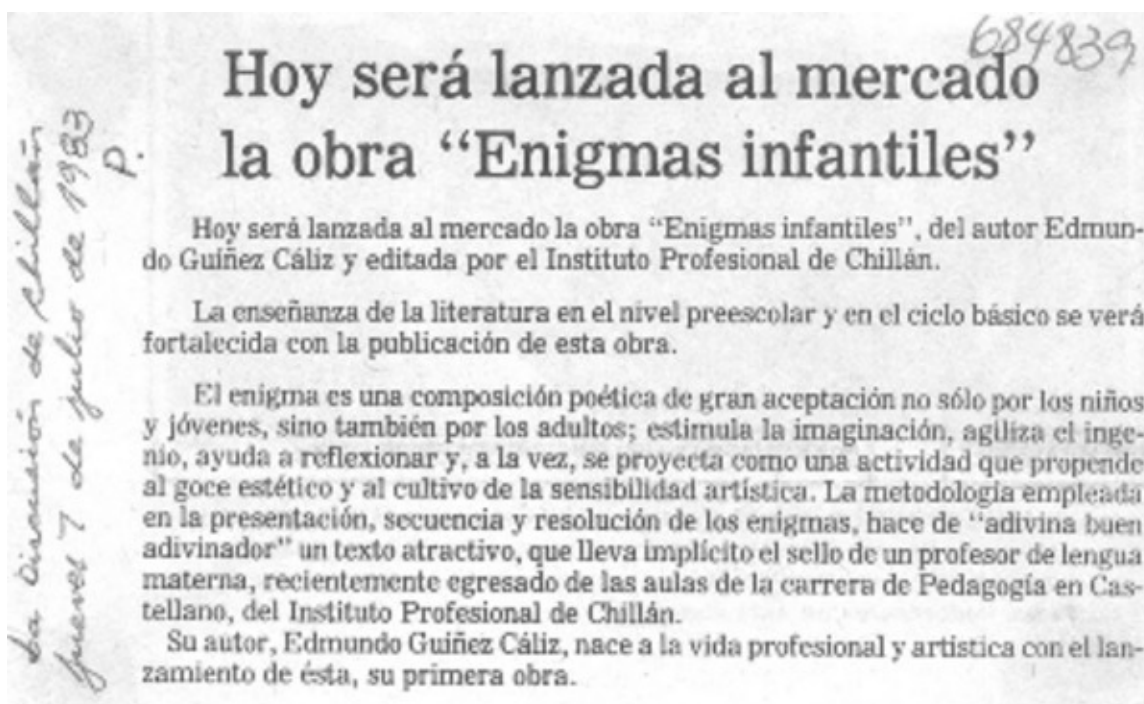 684839
Hoy será lanzada al mercado
la obra “Enigmas infantiles”
Hoy será lanzada al mercado la obra “Enigmas infantiles”, del autor Edmun-
do Guíñez Cáliz y editada por el Instituto Profesional de Chillán.
La enseñanza de la literatura en el nivel preescolar y en el ciclo básico se verá
fortalecida con la publicación de esta obra.
El enigma es una composición poética de gran aceptación no sólo por los niños
y jóvenes, sino también por los adultos; estimula la imaginación, agiliza el inge-
nio, ayuda a reflexionar y, a la vez, se proyecta como una actividad que propende
al goce estético y al cultivo de la sensibilidad artística. La metodología empleada
en la presentación, secuencia y resolución de los enigmas, hace de “adivina buen
adivinador” un texto atractivo, que lleva implícito el sello de un profesor de lengua
materna, recientemente egresado de las aulas de la carrera de Pedagogía en Cas-
tellano, del Instituto Profesional de Chillán.
Su autor, Edmundo Guiñez Cáliz, nace a la vida profesional y artística con el lan-
zamiento de ésta, su primera obra.
La Discusión de Chillán
jueves 7 de julio de 1983
P.